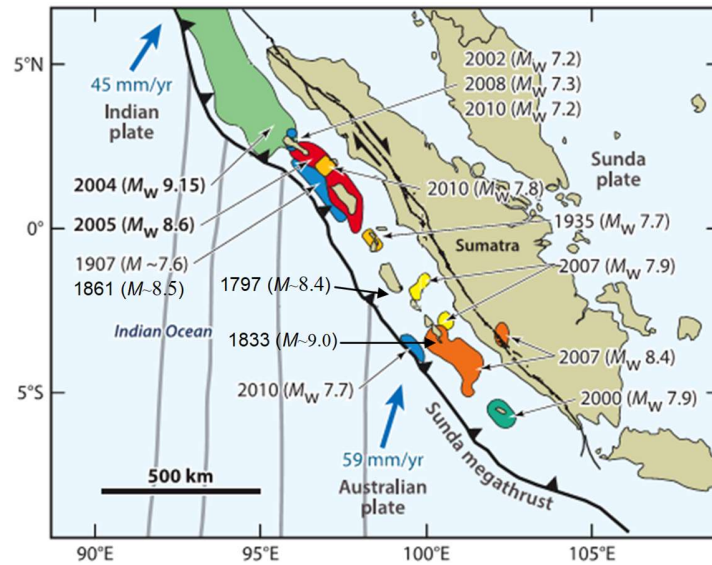 5°N
0°
5°S
90°E
95°E
100°E
105°E
45 mm/yr
Indian
plate
2002 (Mw 7.2)
2008 (Mw 7.3)
2010 (Mw 7.2)
Sunda
plate
2004 (Mw 9.15)
2005 (Mw 8.6)
1907 (M ~7.6)
1861 (M~8.5)
2010 (Mw 7.8)
1935 (Mw 7.7)
Sumatra
2007 (Mw 7.9)
1797 (M~8.4)
Indian Ocean
1833 (M~9.0)
2007 (Mw 8.4)
2010 (Mw 7.7)
2000 (Mw 7.9)
Sunda megathrust
59 mm/yr
Australian
plate
500 km